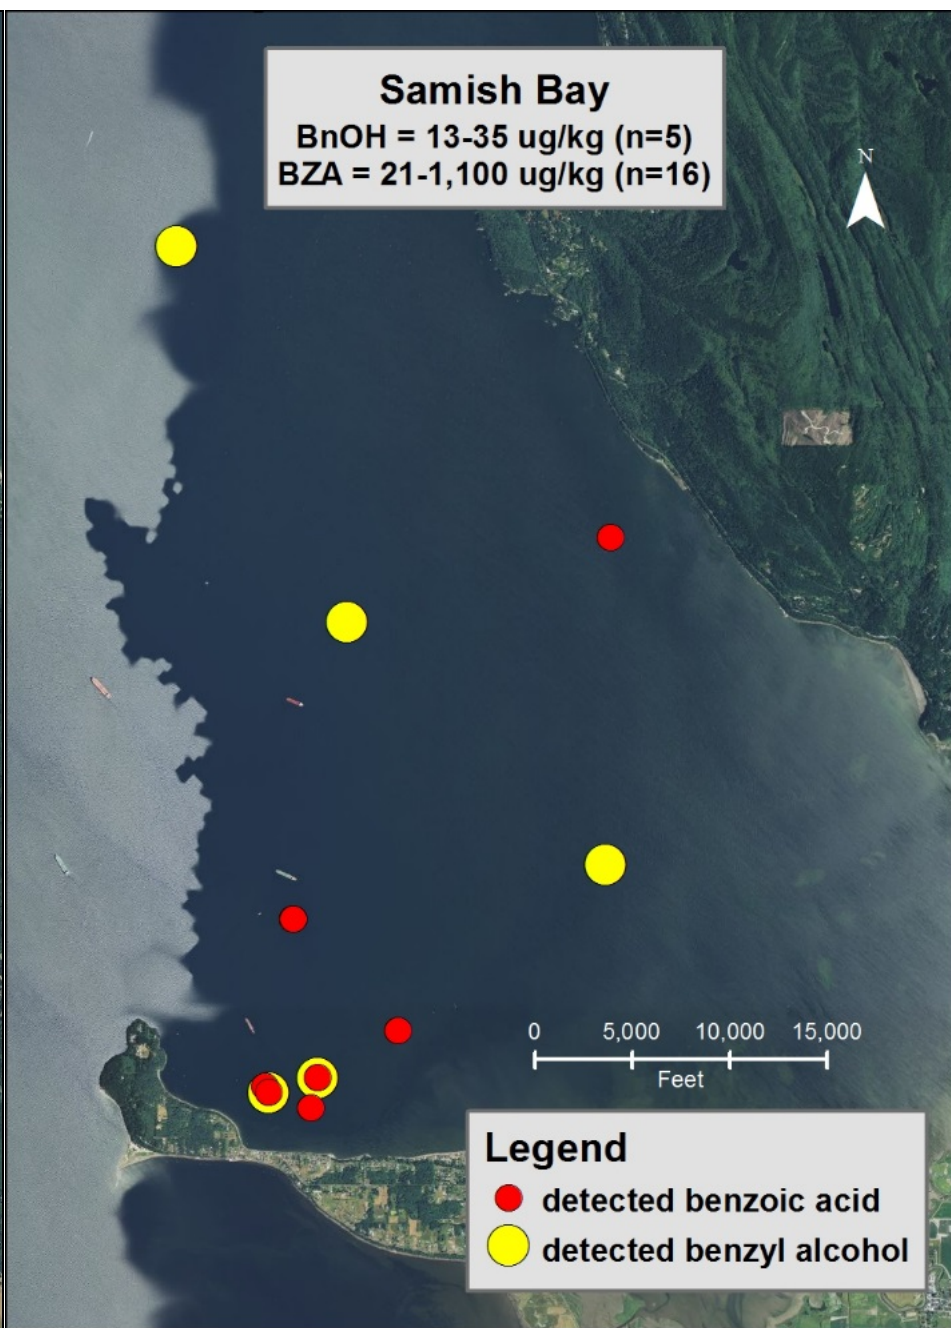 Samish Bay
BnOH = 13-35 ug/kg (n=5)
BZA = 21-1,100 ug/kg (n=16)
N
0 5,000 10,000 15,000
Feet
Legend
detected benzoic acid
detected benzyl alcohol